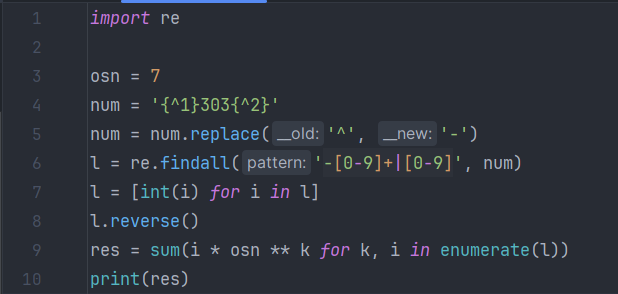 1 import re
2
3 osn = 7
4 num = '{^1}303{^2}'
5 num = num.replace( __old: '^', __new: '-')
6 l = re.findall( pattern: '-[0-9]+|[0-9]', num)
7 l = [int(i) for i in l]
8 l.reverse()
9 res = sum(i * osn ** k for k, i in enumerate(l))
10 print(res)